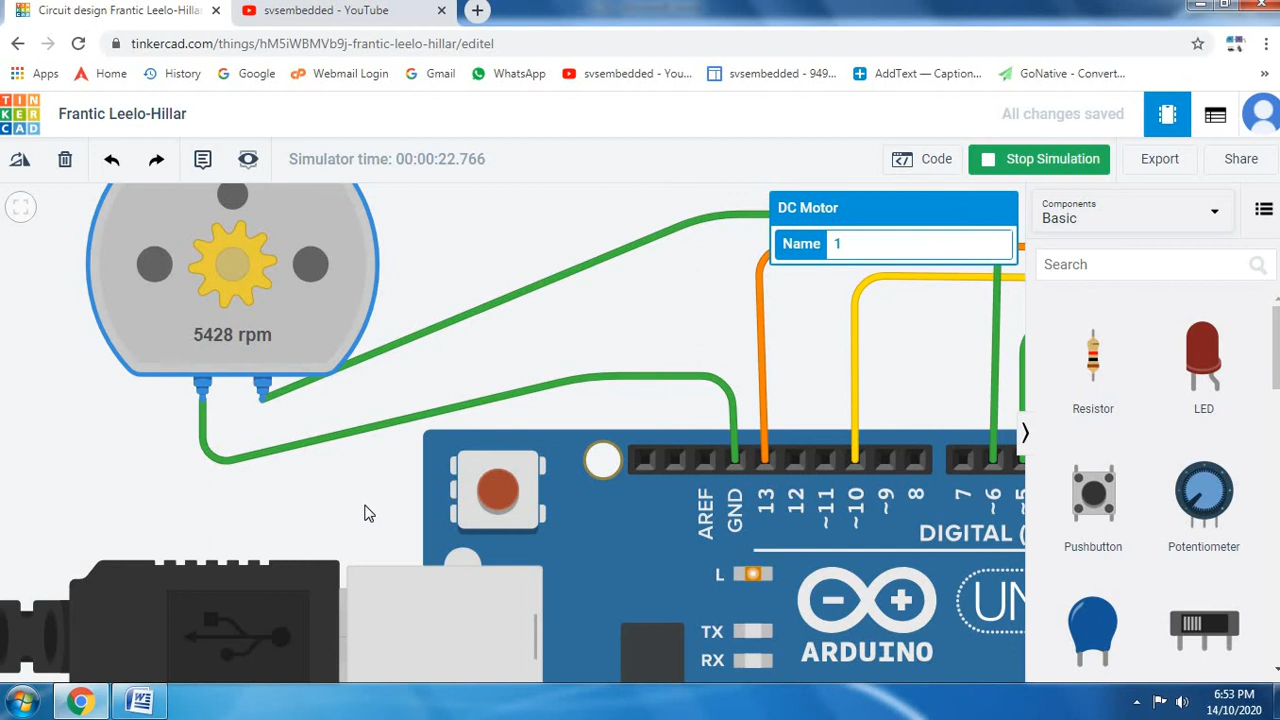 Circuit design Frantic Leelo-Hillar
svsembedded - YouTube
tinkercad.com/things/hM5iWBMVb9j-frantic-leelo-hillar/editel
Apps
Home
History
Google
Webmail Login
Gmail
WhatsApp
svsembedded - You...
svsembedded - 949...
AddText — Caption...
GoNative - Convert...
TIN
KER
CAD
Frantic Leelo-Hillar
All changes saved
Simulator time: 00:00:22.766
Code
Stop Simulation
Export
Share
DC Motor
Name 1
5428 rpm
Components
Basic
Search
Resistor
LED
Pushbutton
Potentiometer
AREF
GND
13
12
~11
~10
~9
8
7
~6
DIGITAL (
L
TX
RX
UN
ARDUINO
6:53 PM
14/10/2020